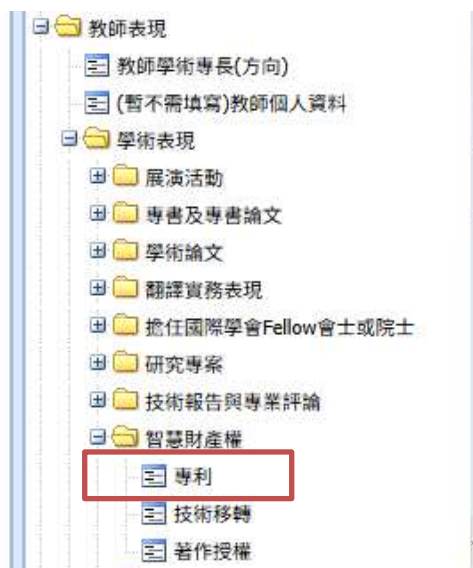 教師表現
教師學術專長(方向)
(暫不需填寫)教師個人資料
學術表現
展演活動
專書及專書論文
學術論文
翻譯實務表現
擔任國際學會Fellow會士或院士
研究專案
技術報告與專業評論
智慧財產權
專利
技術移轉
著作授權